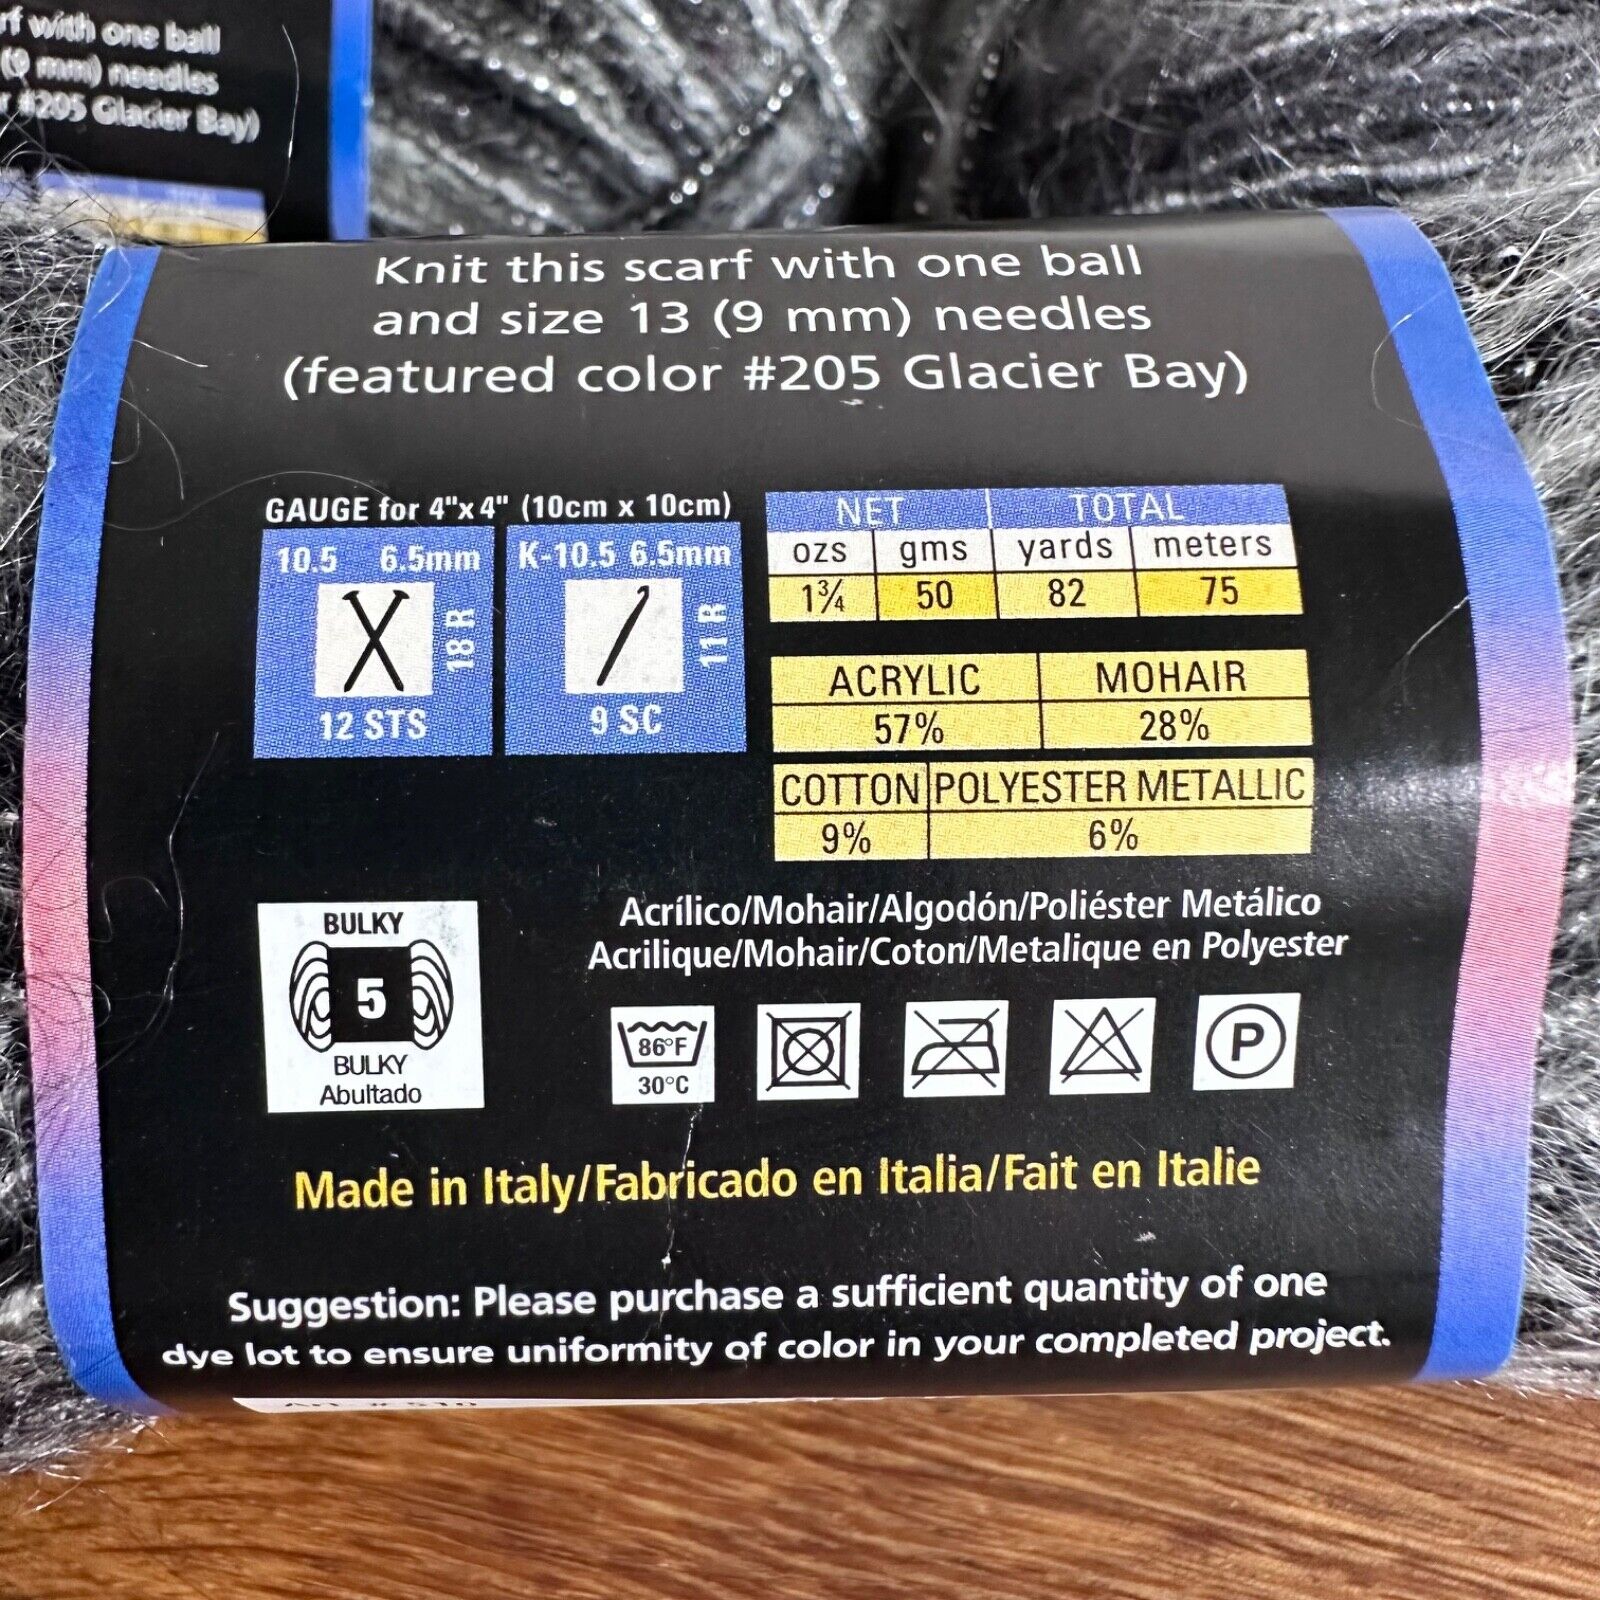 with one ball
(9 mm) needles
#205 Glacier Bay)
Knit this scarf with one ball
and size 13 (9 mm) needles
(featured color #205 Glacier Bay)
GAUGE for 4"x4" (10cm x 10cm)
10.5 6.5mm
18 R
12 STS
K-10.5 6.5mm
11 R
9 SC
NET TOTAL
ozs gms yards meters
1¾ 50 82 75
ACRYLIC MOHAIR
57% 28%
COTTON POLYESTER METALLIC
9% 6%
Acrílico/Mohair/Algodón/Poliéster Metálico
Acrilique/Mohair/Coton/Metalique en Polyester
BULKY
5
BULKY
Abultado
86°F
30°C
P
Made in Italy/Fabricado en Italia/Fait en Italie
Suggestion: Please purchase a sufficient quantity of one
dye lot to ensure uniformity of color in your completed project.